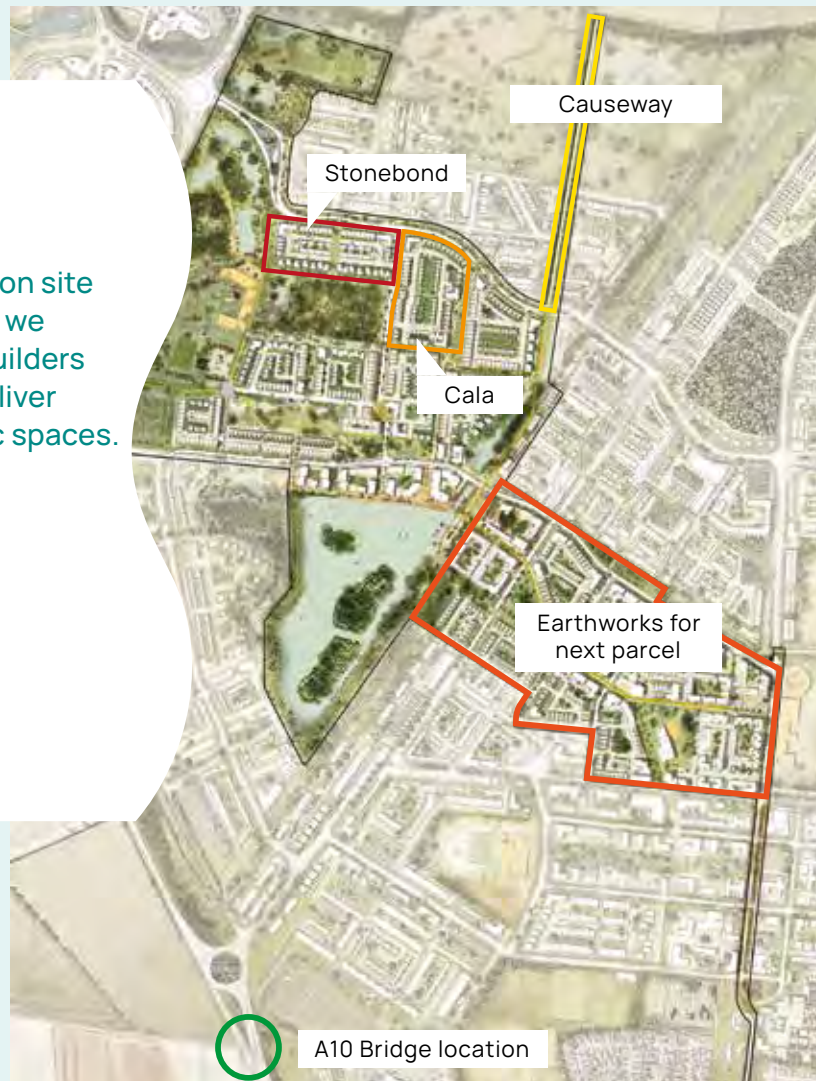 on site
we
uilders
liver
c spaces.
Causeway
Stonebond
Cala
Earthworks for
next parcel
A10 Bridge location